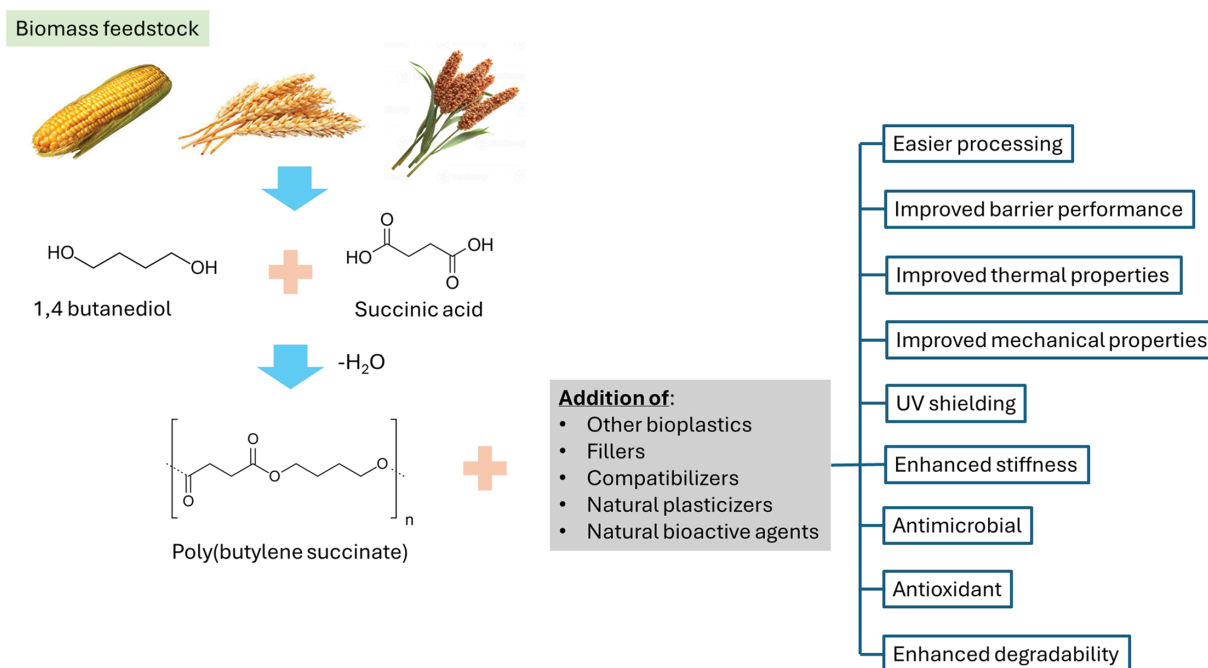 Biomass feedstock
HO
OH
1,4 butanediol
O
HO
OH
O
Succinic acid
-H₂O
O
O
O
O
n
Poly(butylene succinate)
Addition of:
• Other bioplastics
• Fillers
• Compatibilizers
• Natural plasticizers
• Natural bioactive agents
Easier processing
Improved barrier performance
Improved thermal properties
Improved mechanical properties
UV shielding
Enhanced stiffness
Antimicrobial
Antioxidant
Enhanced degradability